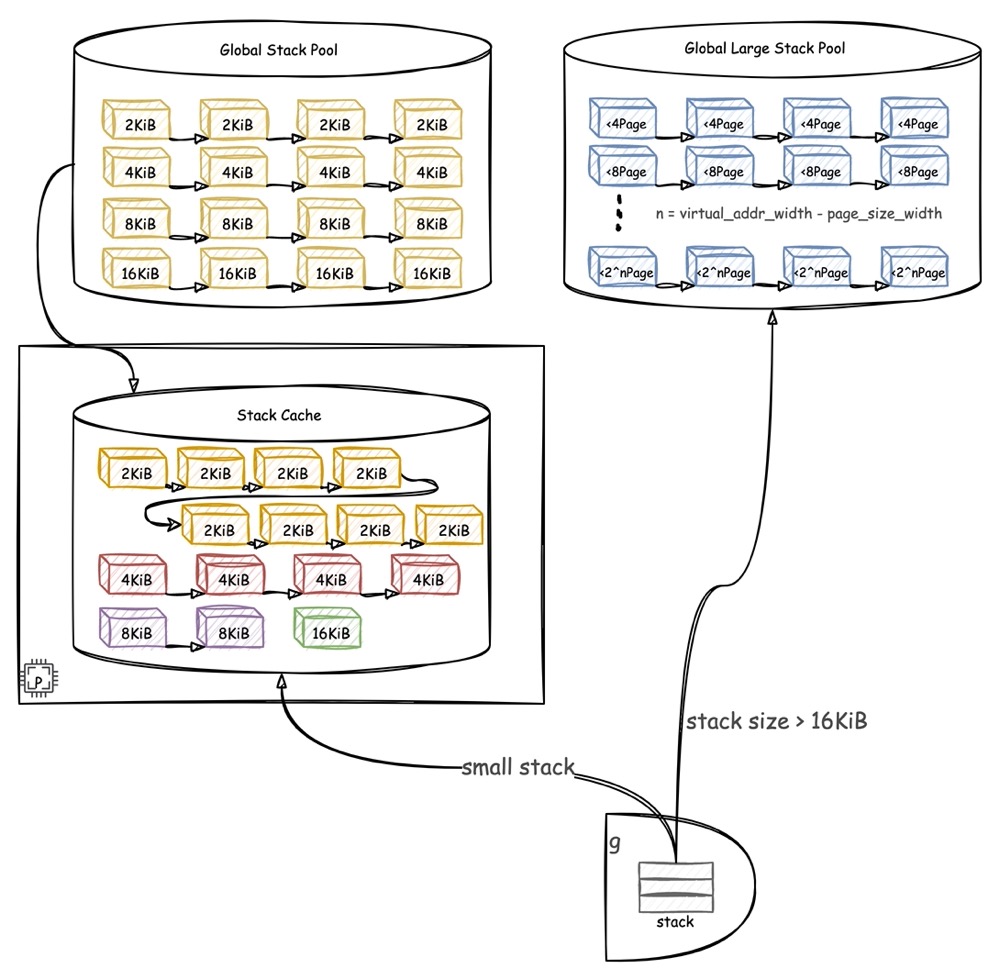 Global Stack Pool
2KiB 2KiB 2KiB 2KiB
4KiB 4KiB 4KiB 4KiB
8KiB 8KiB 8KiB 8KiB
16KiB 16KiB 16KiB 16KiB
Global Large Stack Pool
<4Page <4Page <4Page <4Page
<8Page <8Page <8Page <8Page
n = virtual_addr_width - page_size_width
<2^nPage <2^nPage <2^nPage <2^nPage
Stack Cache
2KiB 2KiB 2KiB 2KiB
2KiB 2KiB 2KiB 2KiB
4KiB 4KiB 4KiB 4KiB
8KiB 8KiB 16KiB
P
stack size > 16KiB
small stack
g
stack